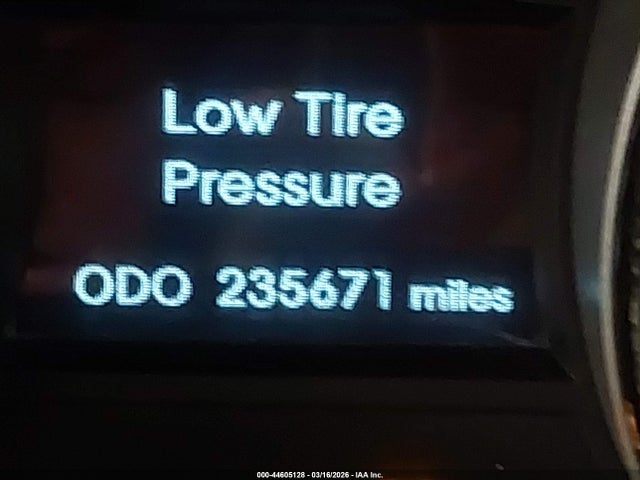 Low Tire
Pressure
ODO 235671 miles
000-44605128 - 03/16/2026 - IAA Inc.